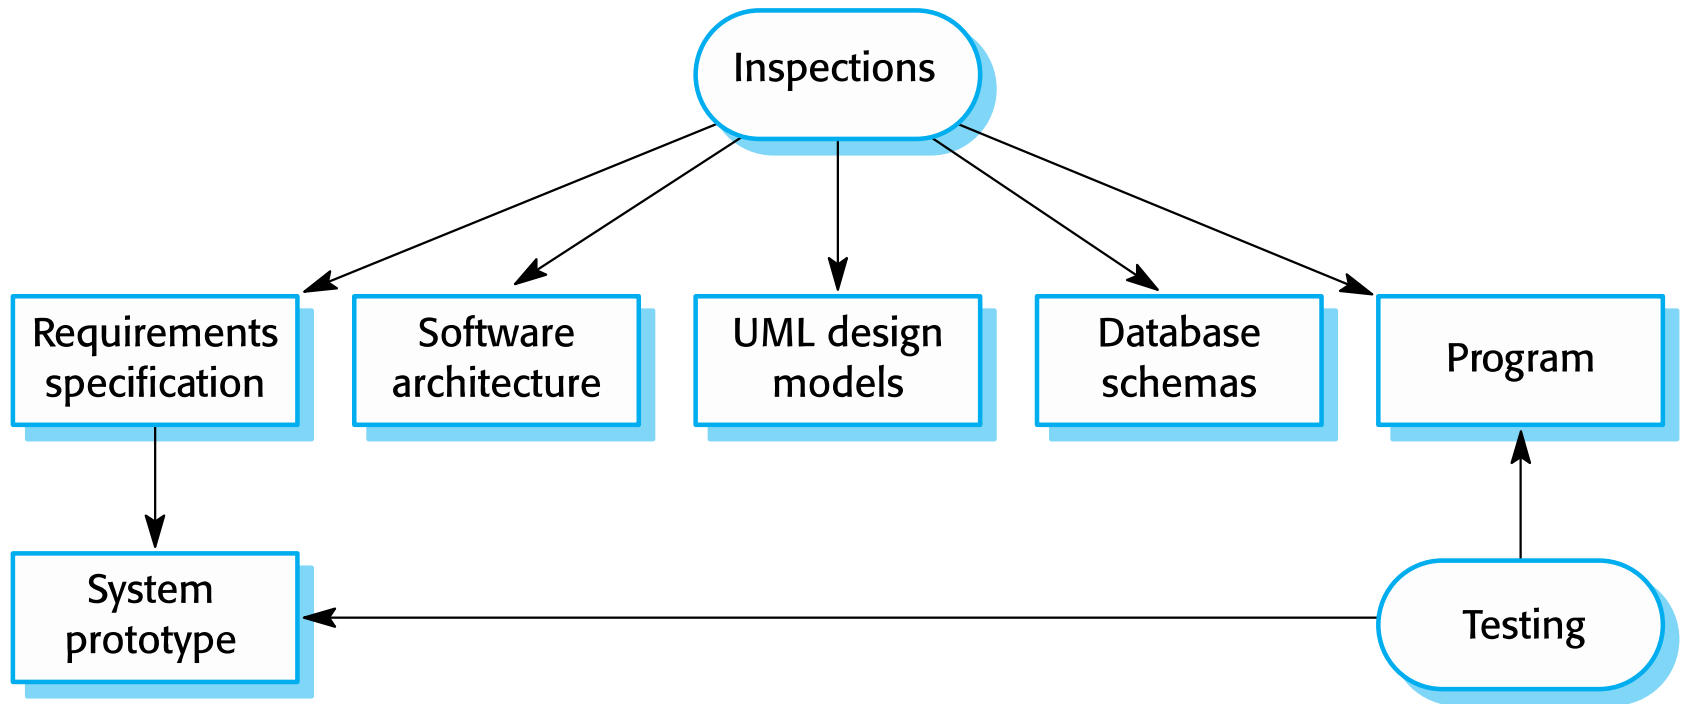 Inspections
Requirements
specification
Software
architecture
UML design
models
Database
schemas
Program
System
prototype
Testing